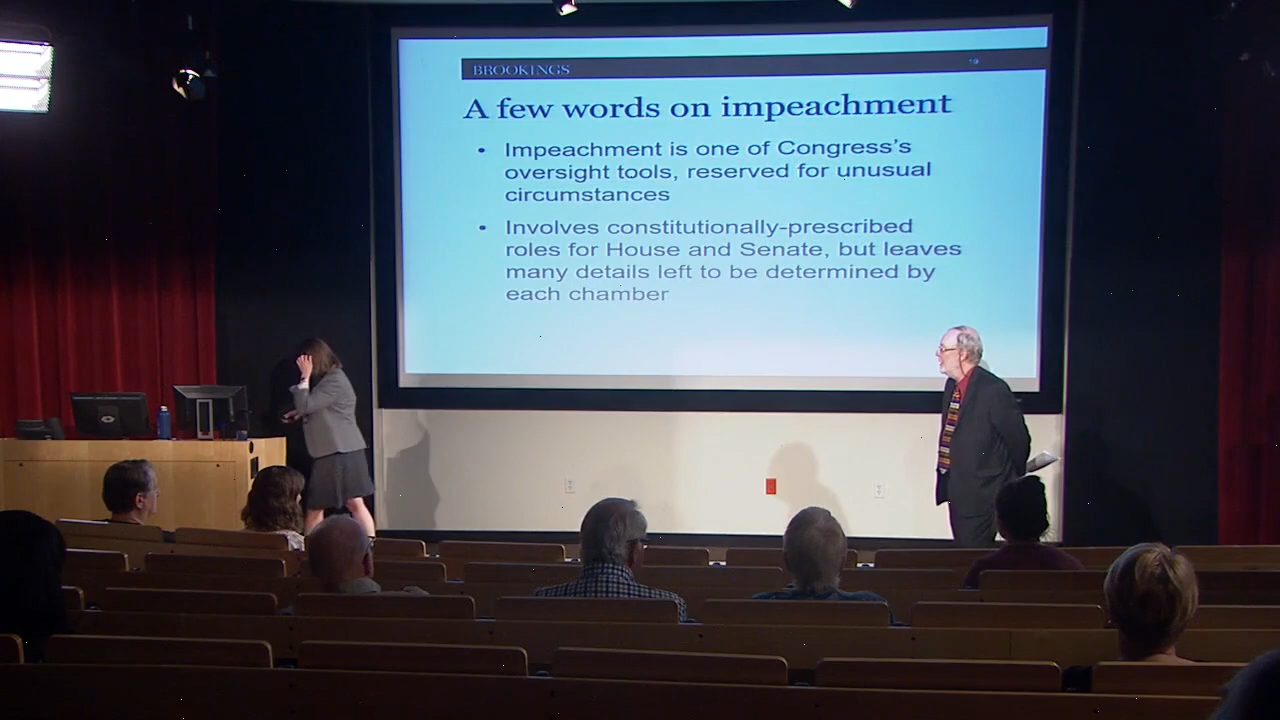 BROOKINGS
19
A few words on impeachment
• Impeachment is one of Congress's
oversight tools, reserved for unusual
circumstances
• Involves constitutionally-prescribed
roles for House and Senate, but leaves
many details left to be determined by
each chamber